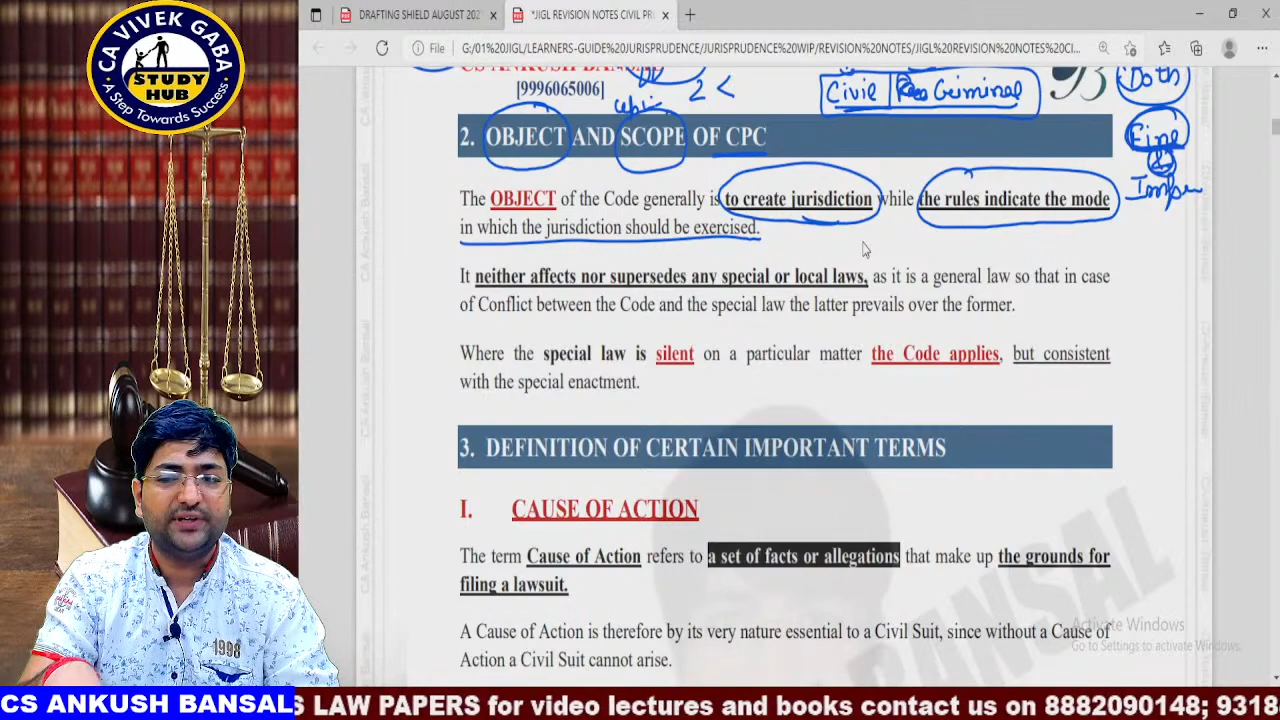 CA VIVEK GABA
STUDY
HUB
A Step Towards Success
DRAFTING SHIELD AUGUST 202
*JIGL REVISION NOTES CIVIL PR
File
G:/01%20JIGL/LEARNERS-GUIDE%20JURISPRUDENCE/JURISPRUDENCE%20WIP/REVISION%20NOTES/JIGL%20REVISION%20NOTES%20CI...
CS ANKUSH BANSAL
[9996065006]
2 <
Civil
Criminal
Both
Fine
&
2. OBJECT AND SCOPE OF CPC
The OBJECT of the Code generally is to create jurisdiction while the rules indicate the mode
in which the jurisdiction should be exercised.
It neither affects nor supersedes any special or local laws, as it is a general law so that in case
of Conflict between the Code and the special law the latter prevails over the former.
Where the special law is silent on a particular matter the Code applies, but consistent
with the special enactment.
3. DEFINITION OF CERTAIN IMPORTANT TERMS
I. CAUSE OF ACTION
The term Cause of Action refers to a set of facts or allegations that make up the grounds for
filing a lawsuit.
A Cause of Action is therefore by its very nature essential to a Civil Suit, since without a Cause of
Action a Civil Suit cannot arise.
BANSAL
Activate Windows
Go to Settings to activate Windows.
1998
CS ANKUSH BANSAL
S LAW PAPERS for video lectures and books contact us on 8882090148; 9318